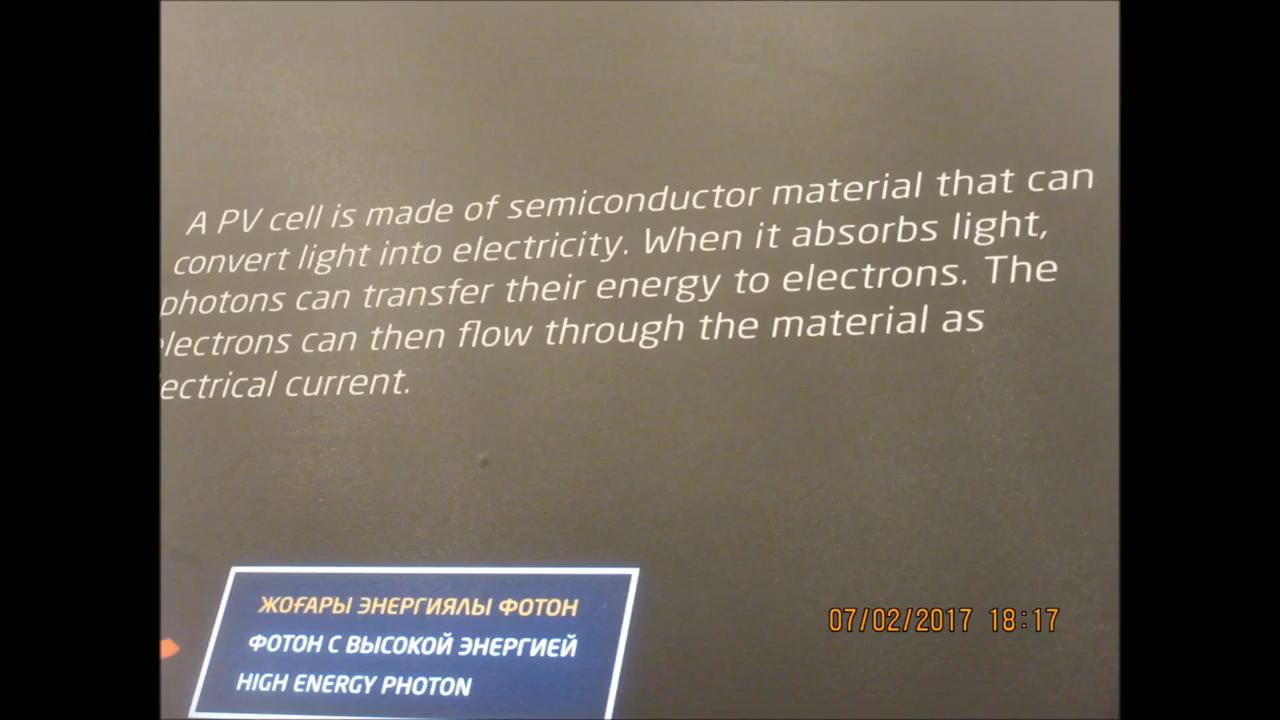 A PV cell is made of semiconductor material that can
convert light into electricity. When it absorbs light,
photons can transfer their energy to electrons. The
electrons can then flow through the material as
ectrical current.
ЖОҒАРЫ ЭНЕРГИЯЛЫ ФОТОН
ФОТОН С ВЫСОКОЙ ЭНЕРГИЕЙ
HIGH ENERGY PHOTON
07/02/2017 18:17